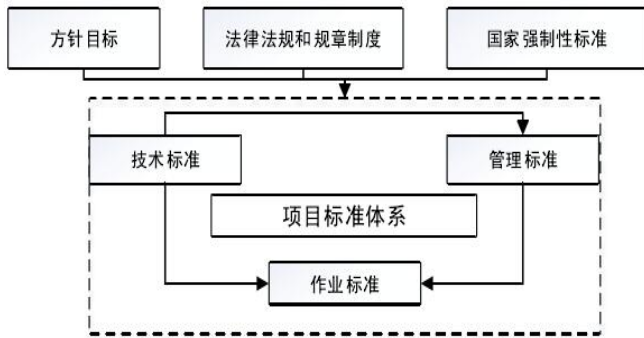 方针目标
法律法规和规章制度
国家强制性标准
技术标准
管理标准
项目标准体系
作业标准